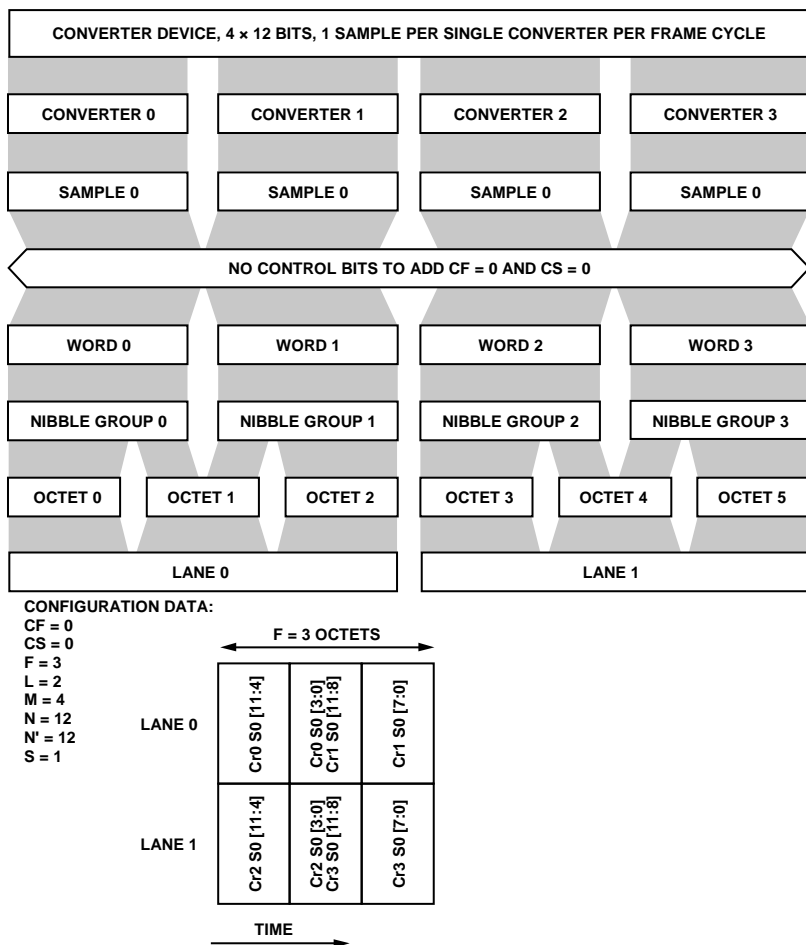 CONVERTER DEVICE, 4 × 12 BITS, 1 SAMPLE PER SINGLE CONVERTER PER FRAME CYCLE
CONVERTER 0 CONVERTER 1 CONVERTER 2 CONVERTER 3
SAMPLE 0 SAMPLE 0 SAMPLE 0 SAMPLE 0
NO CONTROL BITS TO ADD CF = 0 AND CS = 0
WORD 0 WORD 1 WORD 2 WORD 3
NIBBLE GROUP 0 NIBBLE GROUP 1 NIBBLE GROUP 2 NIBBLE GROUP 3
OCTET 0 OCTET 1 OCTET 2 OCTET 3 OCTET 4 OCTET 5
LANE 0 LANE 1
CONFIGURATION DATA:
CF = 0
CS = 0
F = 3
L = 2
M = 4
N = 12
N' = 12
S = 1
F = 3 OCTETS
LANE 0
Cr0 S0 [11:4]
Cr0 S0 [3:0]
Cr1 S0 [11:8]
Cr1 S0 [7:0]
LANE 1
Cr2 S0 [11:4]
Cr2 S0 [3:0]
Cr3 S0 [11:8]
Cr3 S0 [7:0]
TIME